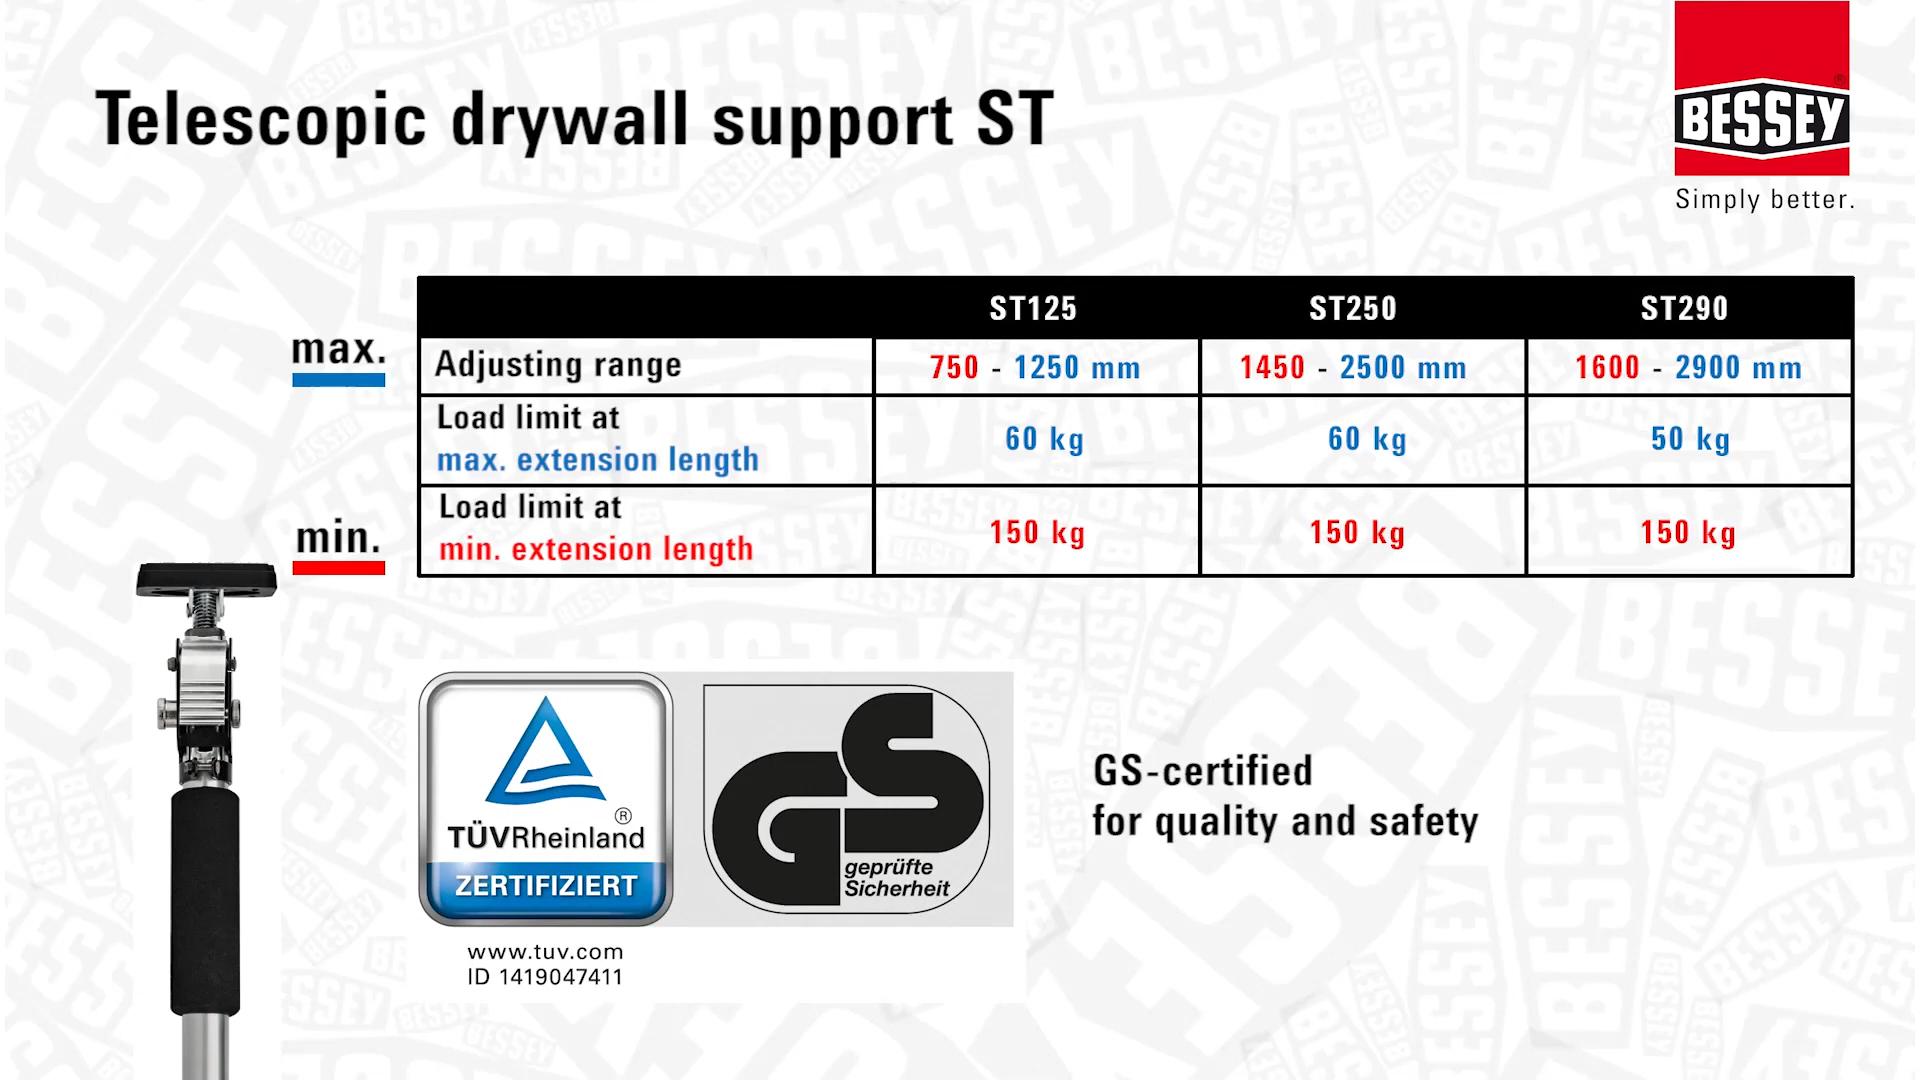 Telescopic drywall support ST
BESSEY
®
Simply better.
ST125 ST250 ST290
max.
Adjusting range 750 - 1250 mm 1450 - 2500 mm 1600 - 2900 mm
Load limit at
max. extension length 60 kg 60 kg 50 kg
min.
Load limit at
min. extension length 150 kg 150 kg 150 kg
TÜVRheinland®
ZERTIFIZIERT
www.tuv.com
ID 1419047411
GS
geprüfte
Sicherheit
GS-certified
for quality and safety